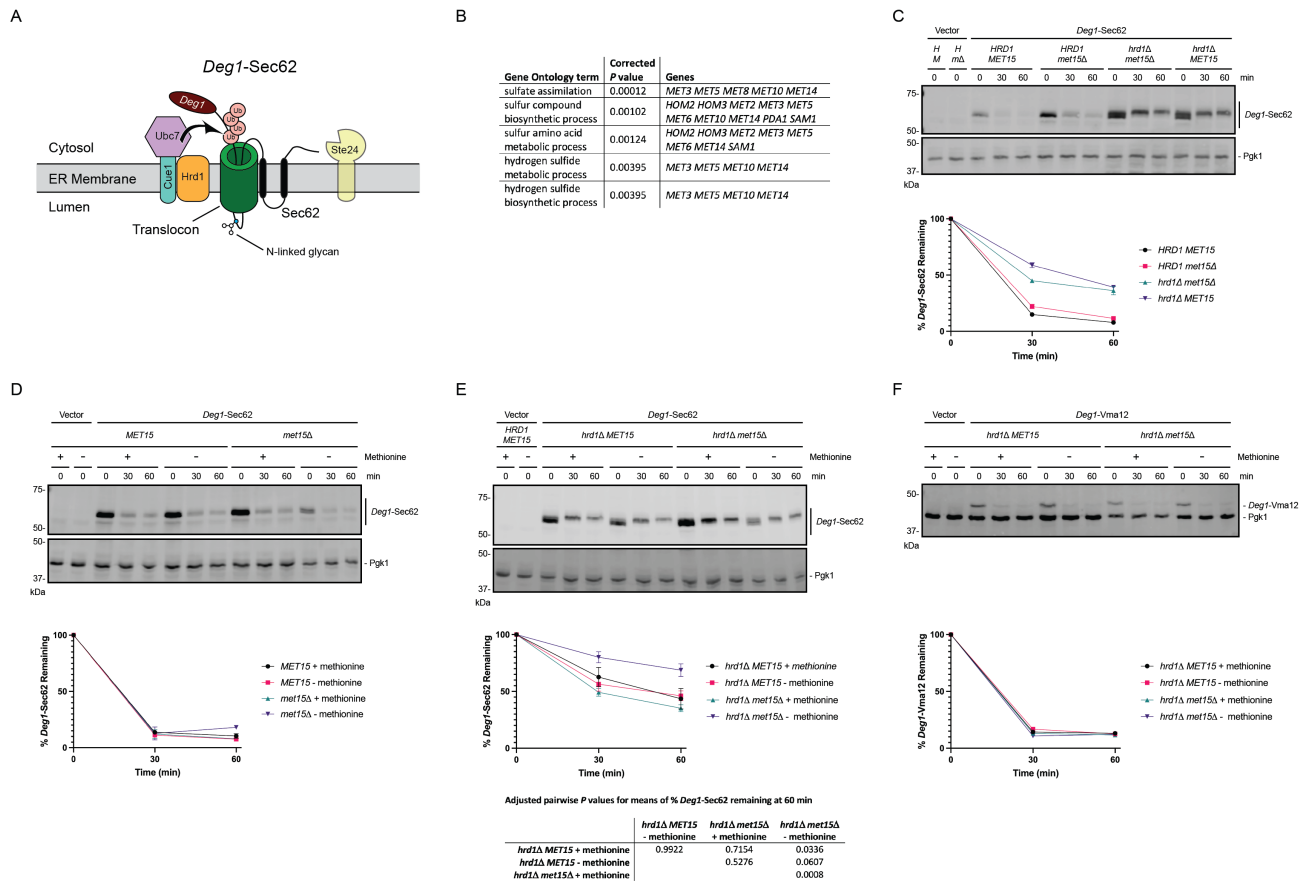 A
Deg1-Sec62
Deg1
Ub
Ub
Ub
Ub
Ub
Ubc7
Ste24
Cytosol
ER Membrane
Lumen
Cue1
Hrd1
Sec62
Translocon
N-linked glycan
B
Gene Ontology term Corrected P value Genes
sulfate assimilation 0.00012 MET3 MET5 MET8 MET10 MET14
sulfur compound biosynthetic process 0.00102 HOM2 HOM3 MET2 MET3 MET5 MET6 MET10 MET14 PDA1 SAM1
sulfur amino acid metabolic process 0.00124 HOM2 HOM3 MET2 MET3 MET5 MET6 MET14 SAM1
hydrogen sulfide metabolic process 0.00395 MET3 MET5 MET10 MET14
hydrogen sulfide biosynthetic process 0.00395 MET3 MET5 MET10 MET14
C
Vector Deg1-Sec62
H M H mΔ HRD1 MET15 HRD1 met15Δ hrd1Δ met15Δ hrd1Δ MET15
0 0 0 30 60 0 30 60 0 30 60 0 30 60 min
75-
Deg1-Sec62
50-
- Pgk1
37-
kDa
% Deg1-Sec62 Remaining
100
50
0
0 30 60
Time (min)
HRD1 MET15
HRD1 met15Δ
hrd1Δ met15Δ
hrd1Δ MET15
D
Vector Deg1-Sec62
MET15 met15Δ
+ – + – + – Methionine
0 0 0 30 60 0 30 60 0 30 60 0 30 60 min
75-
Deg1-Sec62
50-
- Pgk1
37-
kDa
% Deg1-Sec62 Remaining
100
50
0
0 30 60
Time (min)
MET15 + methionine
MET15 - methionine
met15Δ + methionine
met15Δ - methionine
E
Vector Deg1-Sec62
HRD1 MET15 hrd1Δ MET15 hrd1Δ met15Δ
+ – + – + – Methionine
0 0 0 30 60 0 30 60 0 30 60 0 30 60 min
75-
Deg1-Sec62
50-
50-
- Pgk1
37-
kDa
% Deg1-Sec62 Remaining
100
50
0
0 30 60
Time (min)
hrd1Δ MET15 + methionine
hrd1Δ MET15 - methionine
hrd1Δ met15Δ + methionine
hrd1Δ met15Δ - methionine
Adjusted pairwise P values for means of % Deg1-Sec62 remaining at 60 min
hrd1Δ MET15 - methionine hrd1Δ met15Δ + methionine hrd1Δ met15Δ - methionine
hrd1Δ MET15 + methionine 0.9922 0.7154 0.0336
hrd1Δ MET15 - methionine 0.5276 0.0607
hrd1Δ met15Δ + methionine 0.0008
F
Vector Deg1-Vma12
hrd1Δ MET15 hrd1Δ met15Δ
+ – + – + – Methionine
0 0 0 30 60 0 30 60 0 30 60 0 30 60 min
50-
- Deg1-Vma12
- Pgk1
37-
kDa
% Deg1-Vma12 Remaining
100
50
0
0 30 60
Time (min)
hrd1Δ MET15 + methionine
hrd1Δ MET15 - methionine
hrd1Δ met15Δ + methionine
hrd1Δ met15Δ - methionine